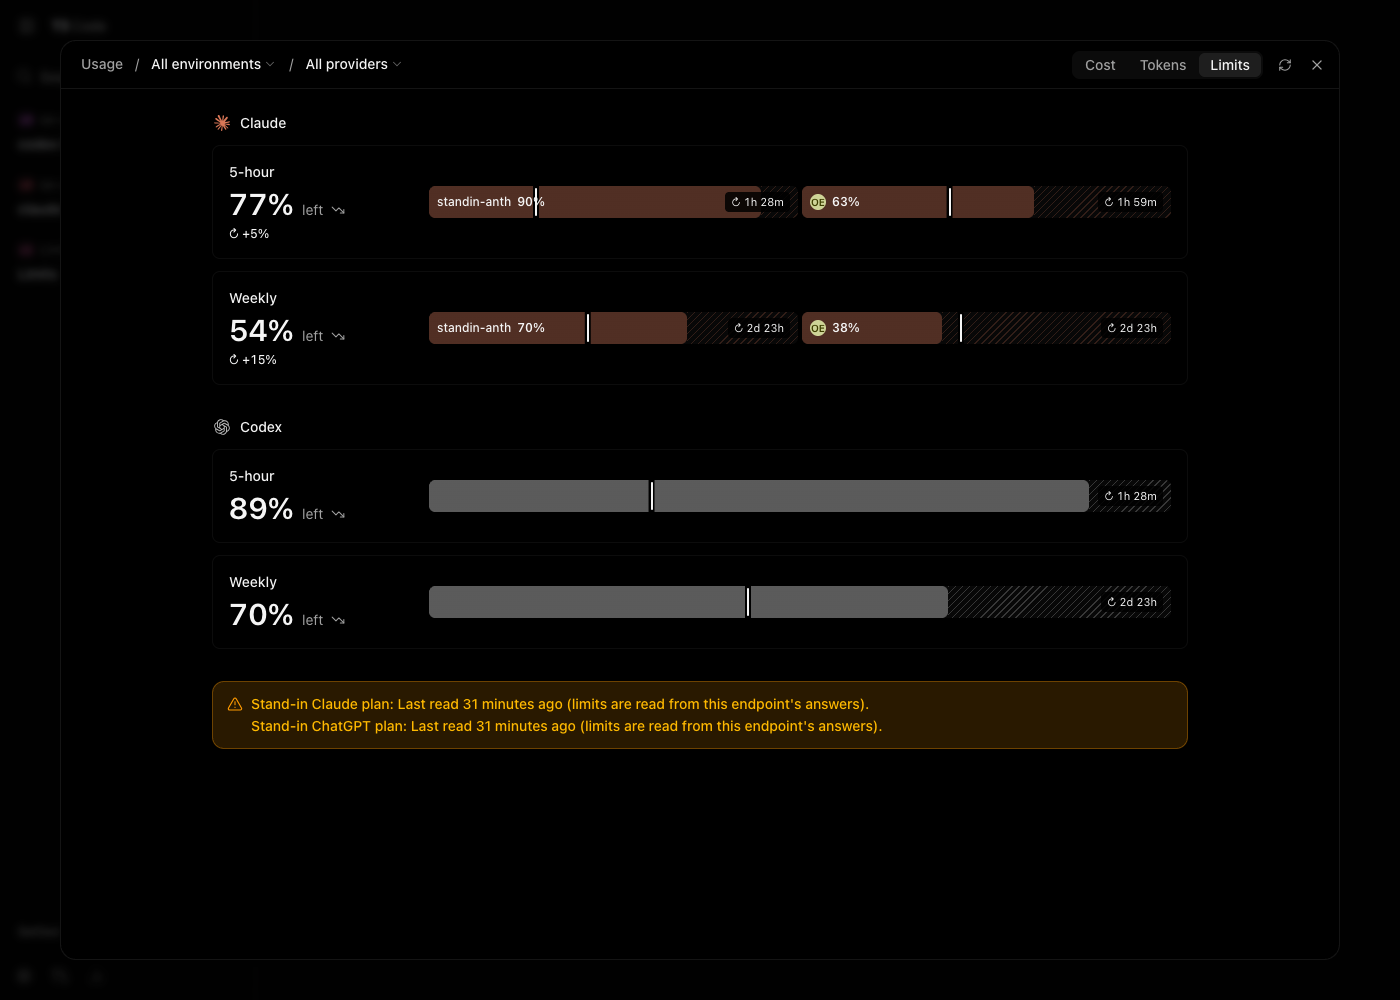 Usage / All environments / All providers
Cost Tokens Limits
Claude
5-hour
77% left
+5%
standin-anth 90% 1h 28m
OE 63% 1h 59m
Weekly
54% left
+15%
standin-anth 70% 2d 23h
OE 38% 2d 23h
Codex
5-hour
89% left
1h 28m
Weekly
70% left
2d 23h
Stand-in Claude plan: Last read 31 minutes ago (limits are read from this endpoint's answers).
Stand-in ChatGPT plan: Last read 31 minutes ago (limits are read from this endpoint's answers).